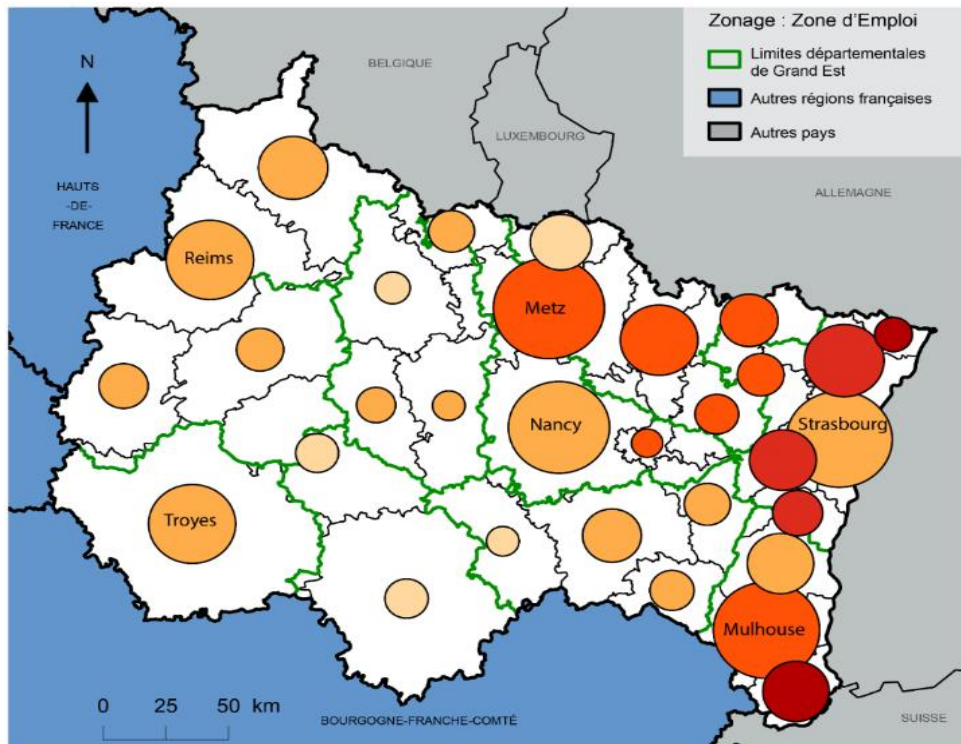 Zonage : Zone d'Emploi
Limites départementales
de Grand Est
Autres régions françaises
Autres pays
N
BELGIQUE
LUXEMBOURG
ALLEMAGNE
HAUTS
-DE-
FRANCE
Reims
Metz
Nancy
Strasbourg
Troyes
Mulhouse
0 25 50 km
BOURGOGNE-FRANCHE-COMTÉ
SUISSE